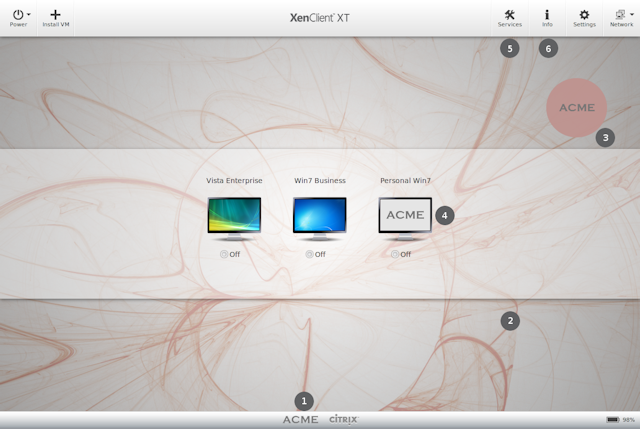 Power
Install VM
XenClient XT
Services
Info
Settings
Network
5
6
ACME
3
Vista Enterprise
Win7 Business
Personal Win7
ACME
4
Off
Off
Off
2
1
ACME
CITRIX
98%